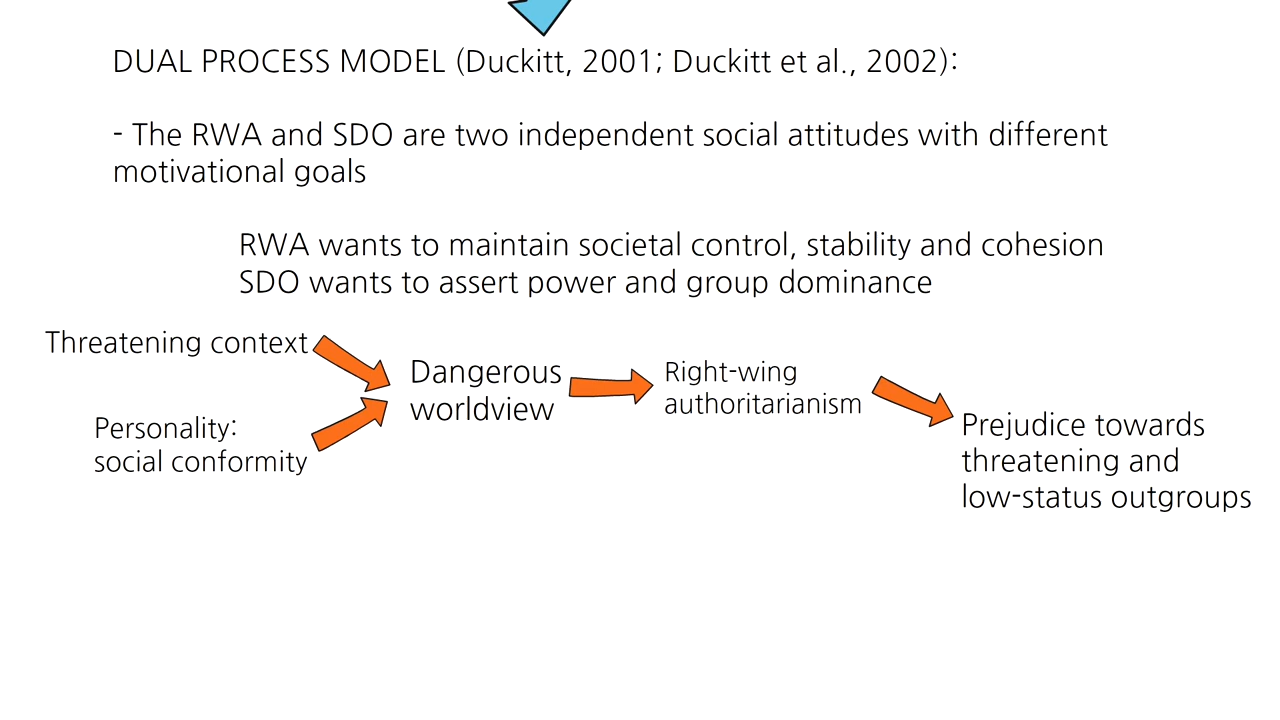 DUAL PROCESS MODEL (Duckitt, 2001; Duckitt et al., 2002):
- The RWA and SDO are two independent social attitudes with different
motivational goals
RWA wants to maintain societal control, stability and cohesion
SDO wants to assert power and group dominance
Threatening context
Personality:
social conformity
Dangerous
worldview
Right-wing
authoritarianism
Prejudice towards
threatening and
low-status outgroups